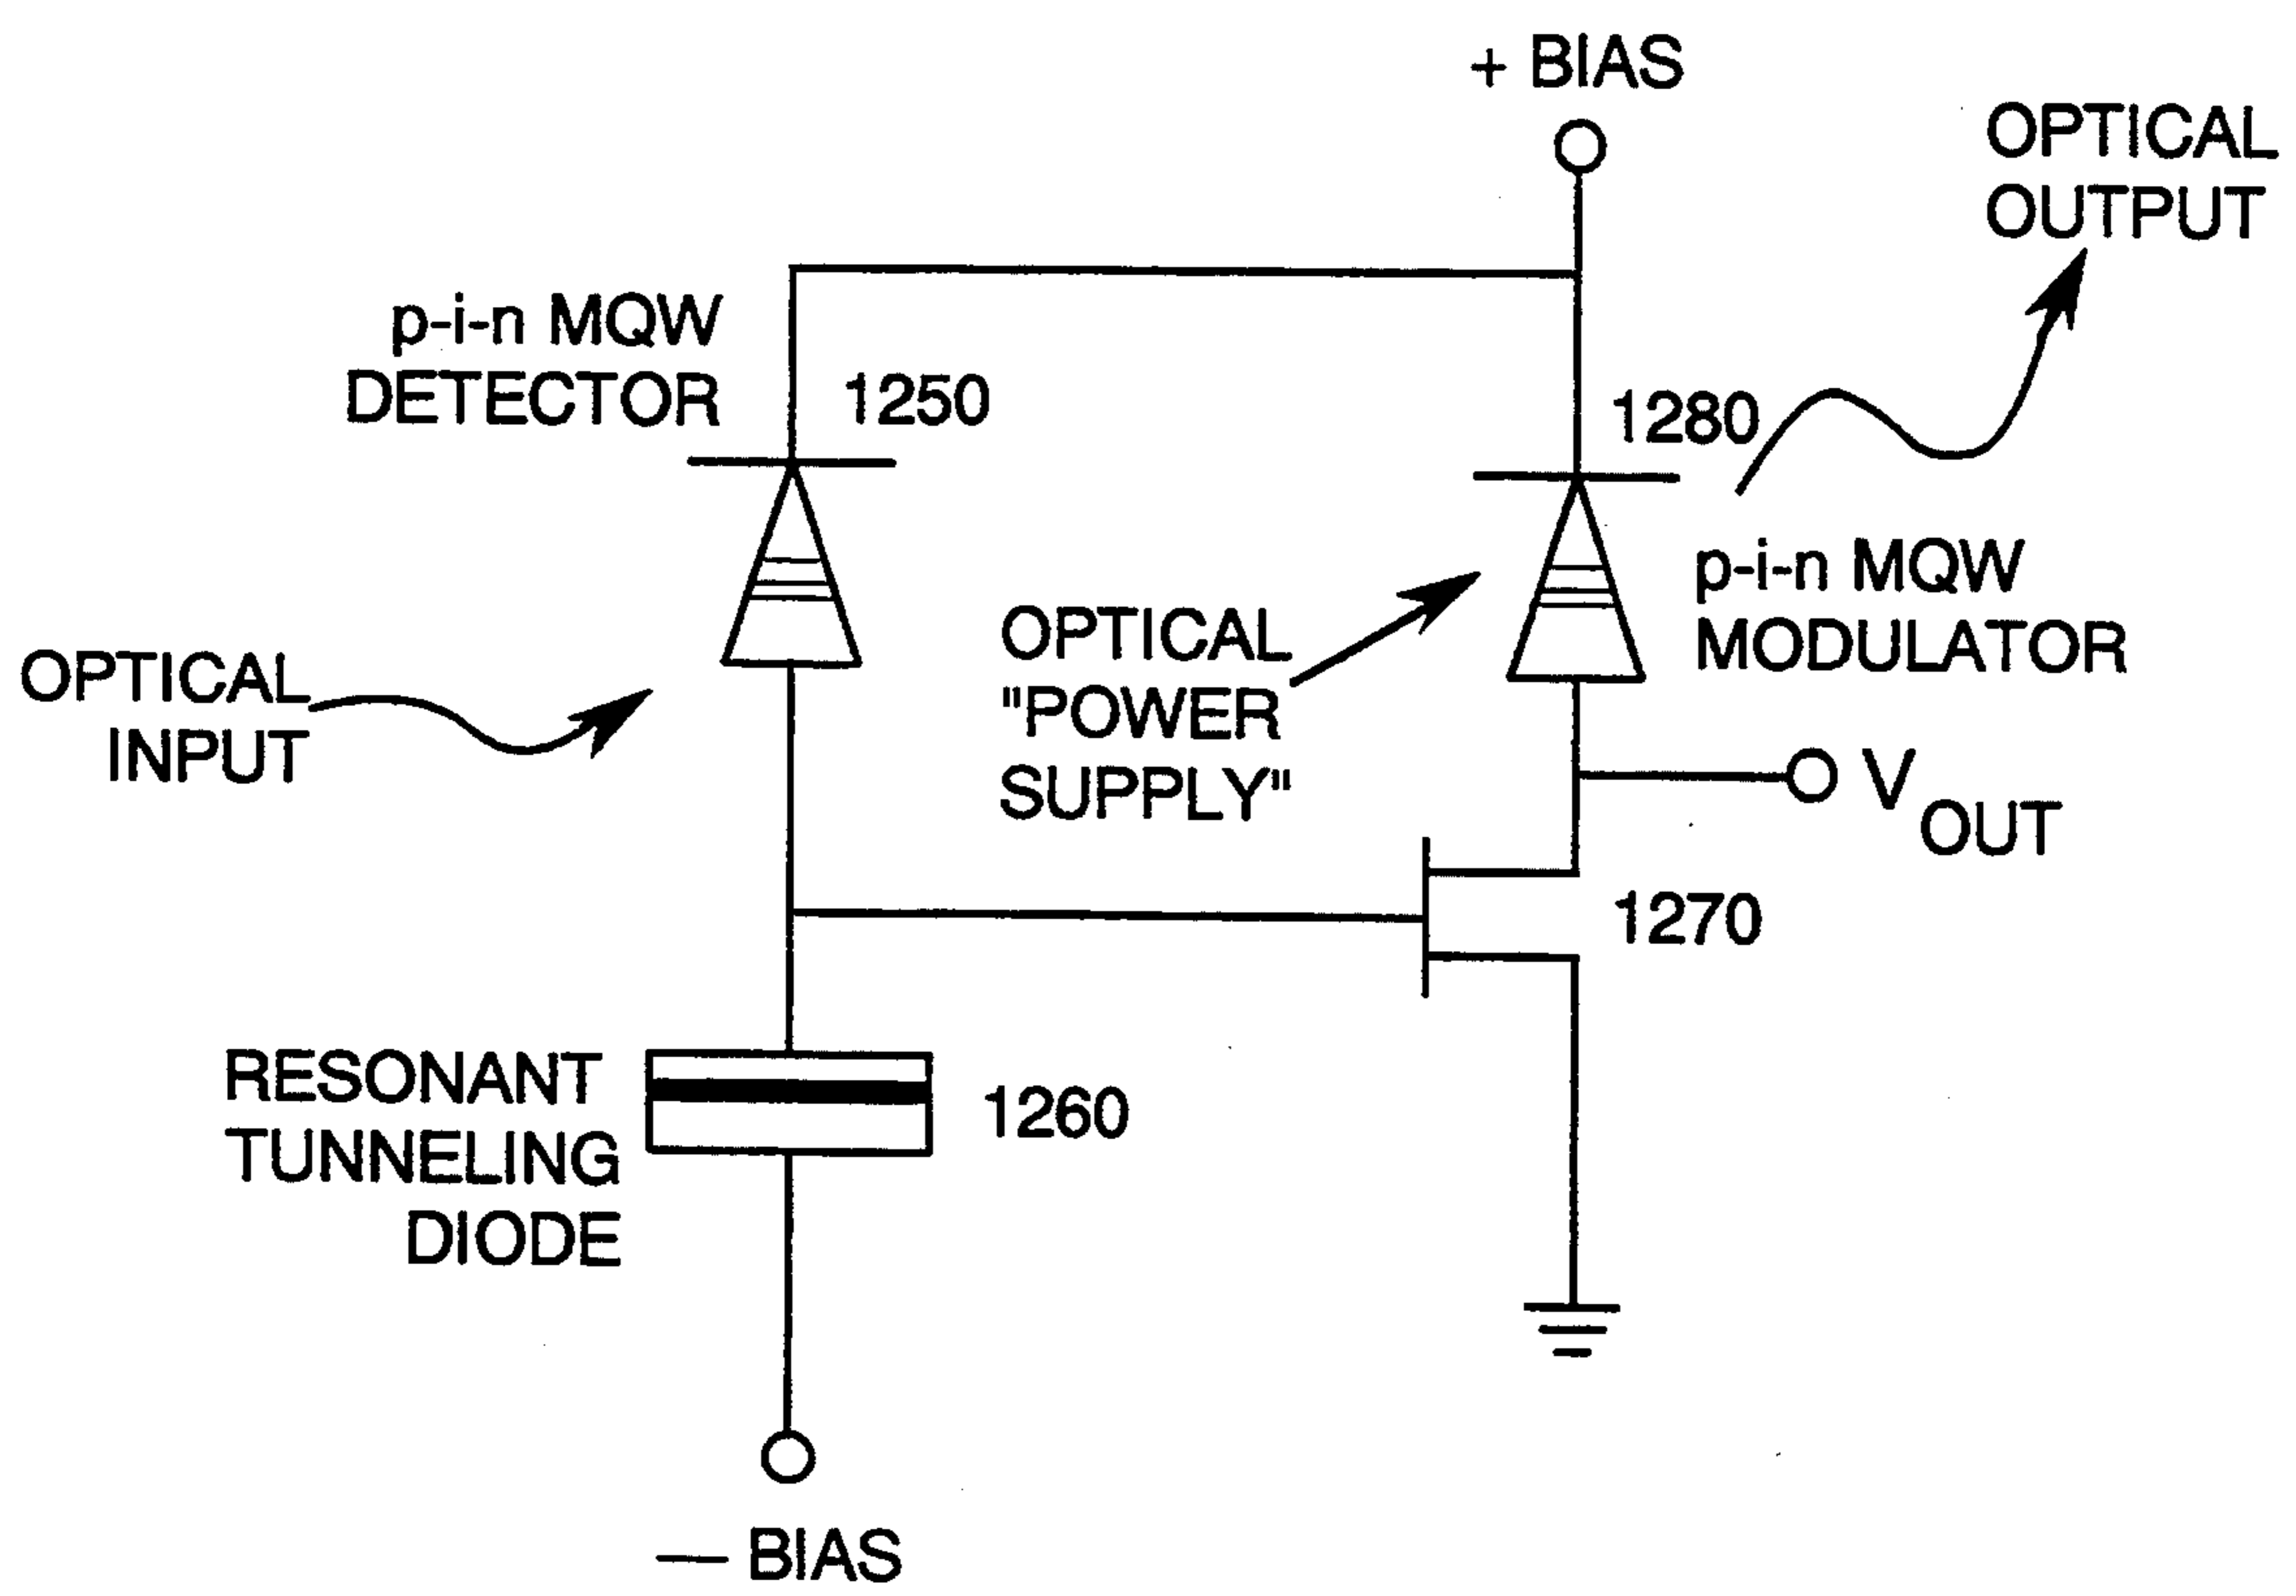 + BIAS
OPTICAL
OUTPUT
p-i-n MQW
DETECTOR
1250
1280
OPTICAL
INPUT
OPTICAL
"POWER
SUPPLY"
p-i-n MQW
MODULATOR
V OUT
1270
RESONANT
TUNNELING
DIODE
1260
— BIAS